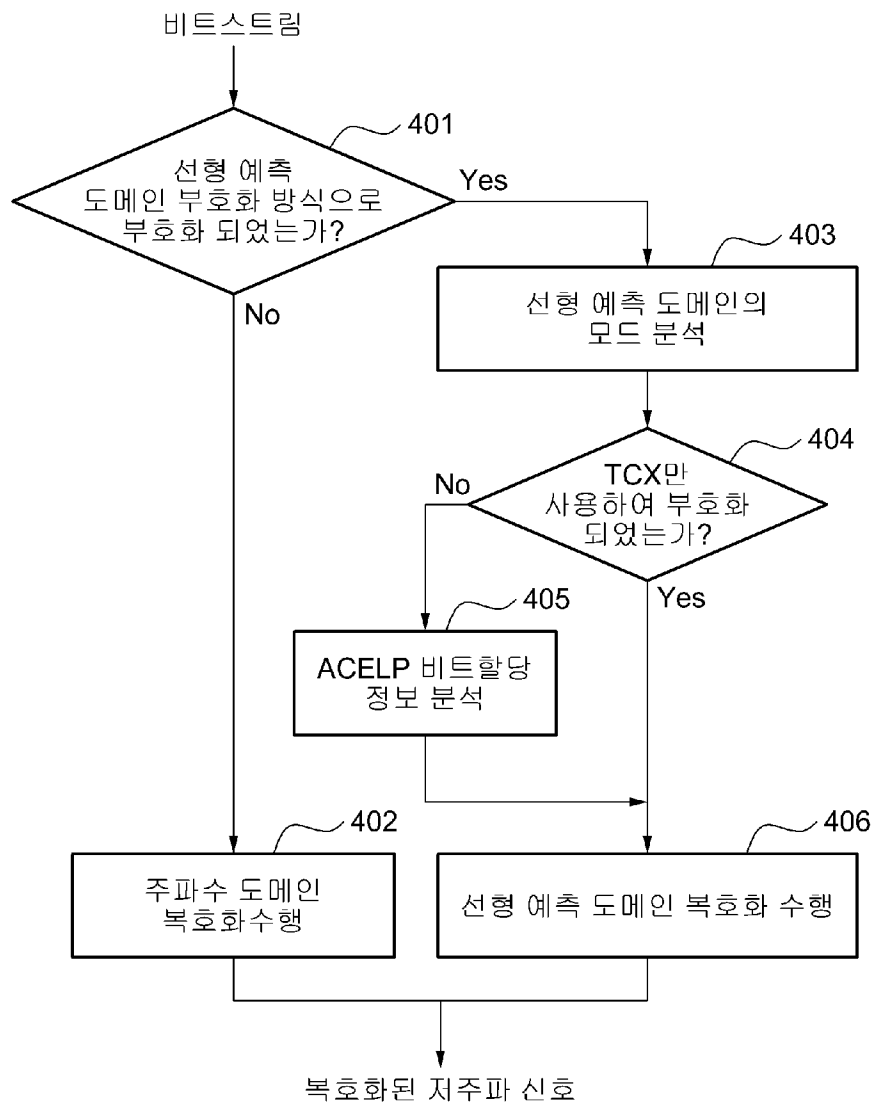 비트스트림
401
선형 예측
도메인 부호화 방식으로
부호화 되었는가?
Yes
No
403
선형 예측 도메인의
모드 분석
404
TCX만
사용하여 부호화
되었는가?
No
Yes
405
ACELP 비트할당
정보 분석
402
주파수 도메인
복호화수행
406
선형 예측 도메인 복호화 수행
복호화된 저주파 신호